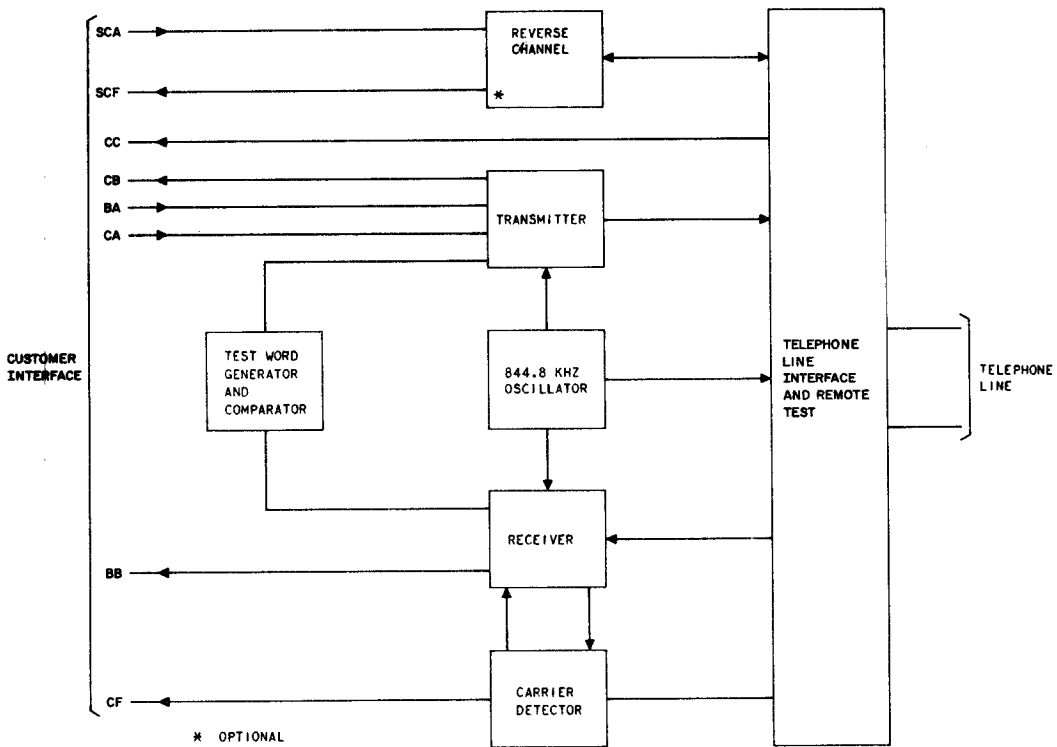 SCA
REVERSE
CHANNEL
SCF
*
CC
CB
BA
TRANSMITTER
CA
CUSTOMER
INTERFACE
TEST WORD
GENERATOR
AND
COMPARATOR
844.8 KHZ
OSCILLATOR
TELEPHONE
LINE
INTERFACE
AND REMOTE
TEST
TELEPHONE
LINE
RECEIVER
BB
CF
CARRIER
DETECTOR
* OPTIONAL